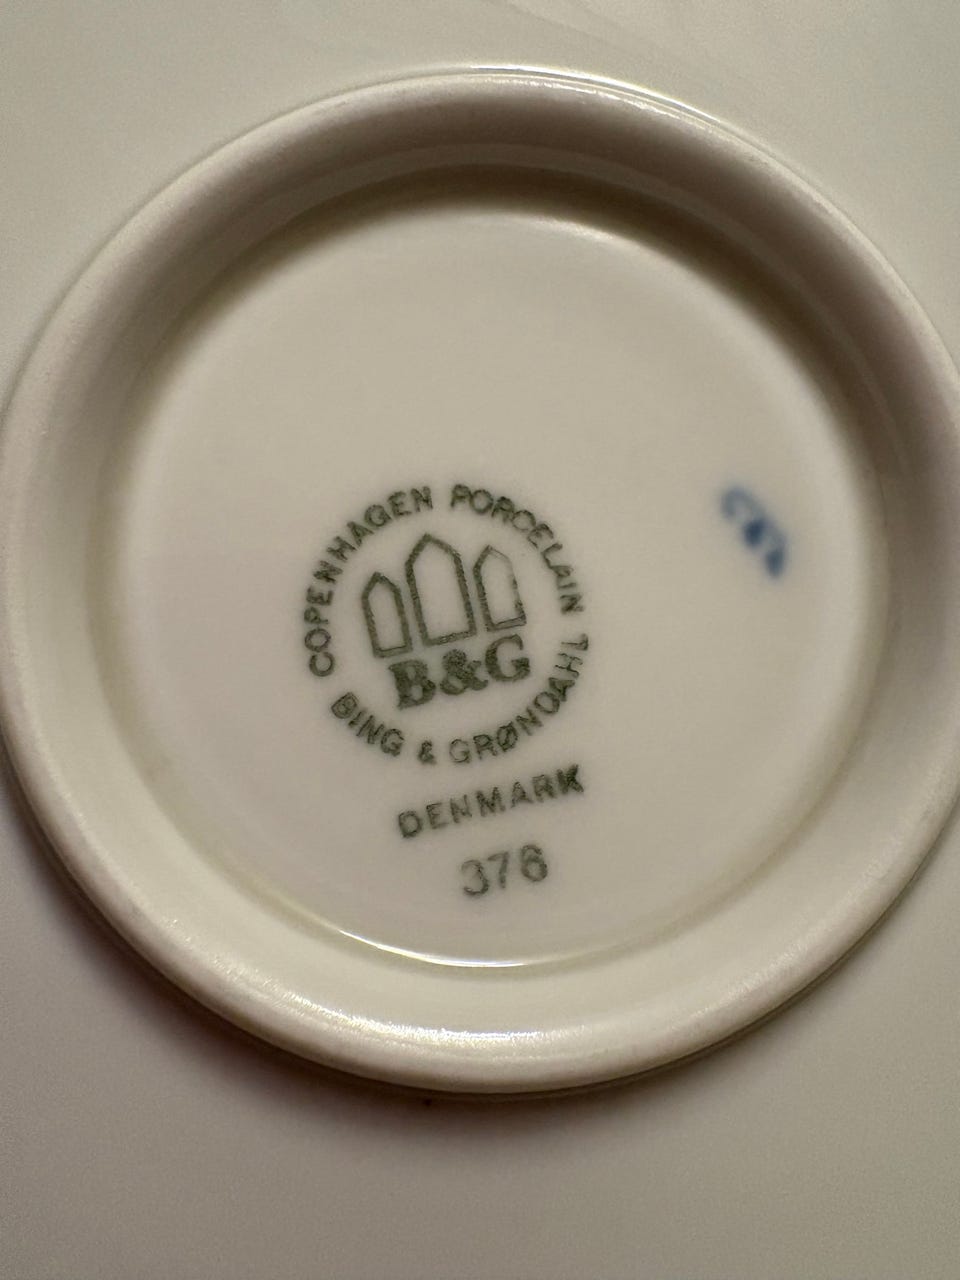 COPENHAGEN PORCELAIN
B&G
BING & GRØNDAHL
DENMARK
376